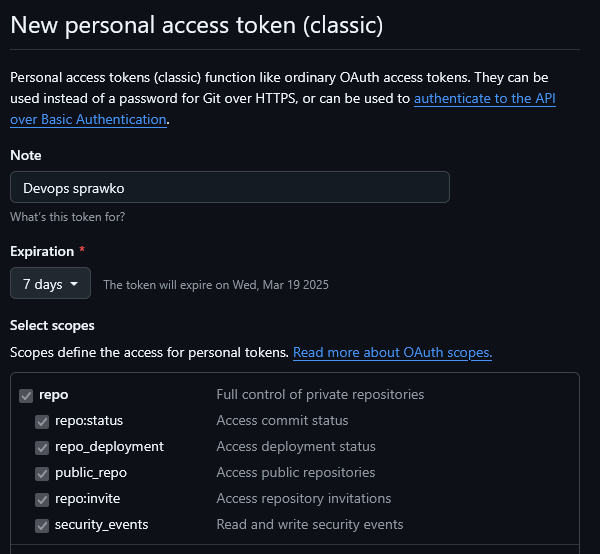 New personal access token (classic)
Personal access tokens (classic) function like ordinary OAuth access tokens. They can be
used instead of a password for Git over HTTPS, or can be used to authenticate to the API
over Basic Authentication.
Note
Devops sprawko
What's this token for?
Expiration *
7 days The token will expire on Wed, Mar 19 2025
Select scopes
Scopes define the access for personal tokens. Read more about OAuth scopes.
repo Full control of private repositories
repo:status Access commit status
repo_deployment Access deployment status
public_repo Access public repositories
repo:invite Access repository invitations
security_events Read and write security events